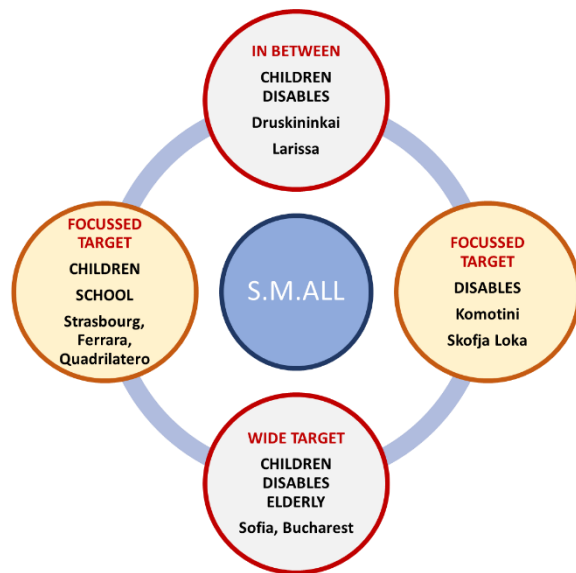 IN BETWEEN
CHILDREN
DISABLES
Druskininkai
Larissa
FOCUSSED
TARGET
CHILDREN
SCHOOL
Strasbourg,
Ferrara,
Quadrilatero
S.M.ALL
FOCUSSED
TARGET
DISABLES
Komotini
Skofja Loka
WIDE TARGET
CHILDREN
DISABLES
ELDERLY
Sofia, Bucharest